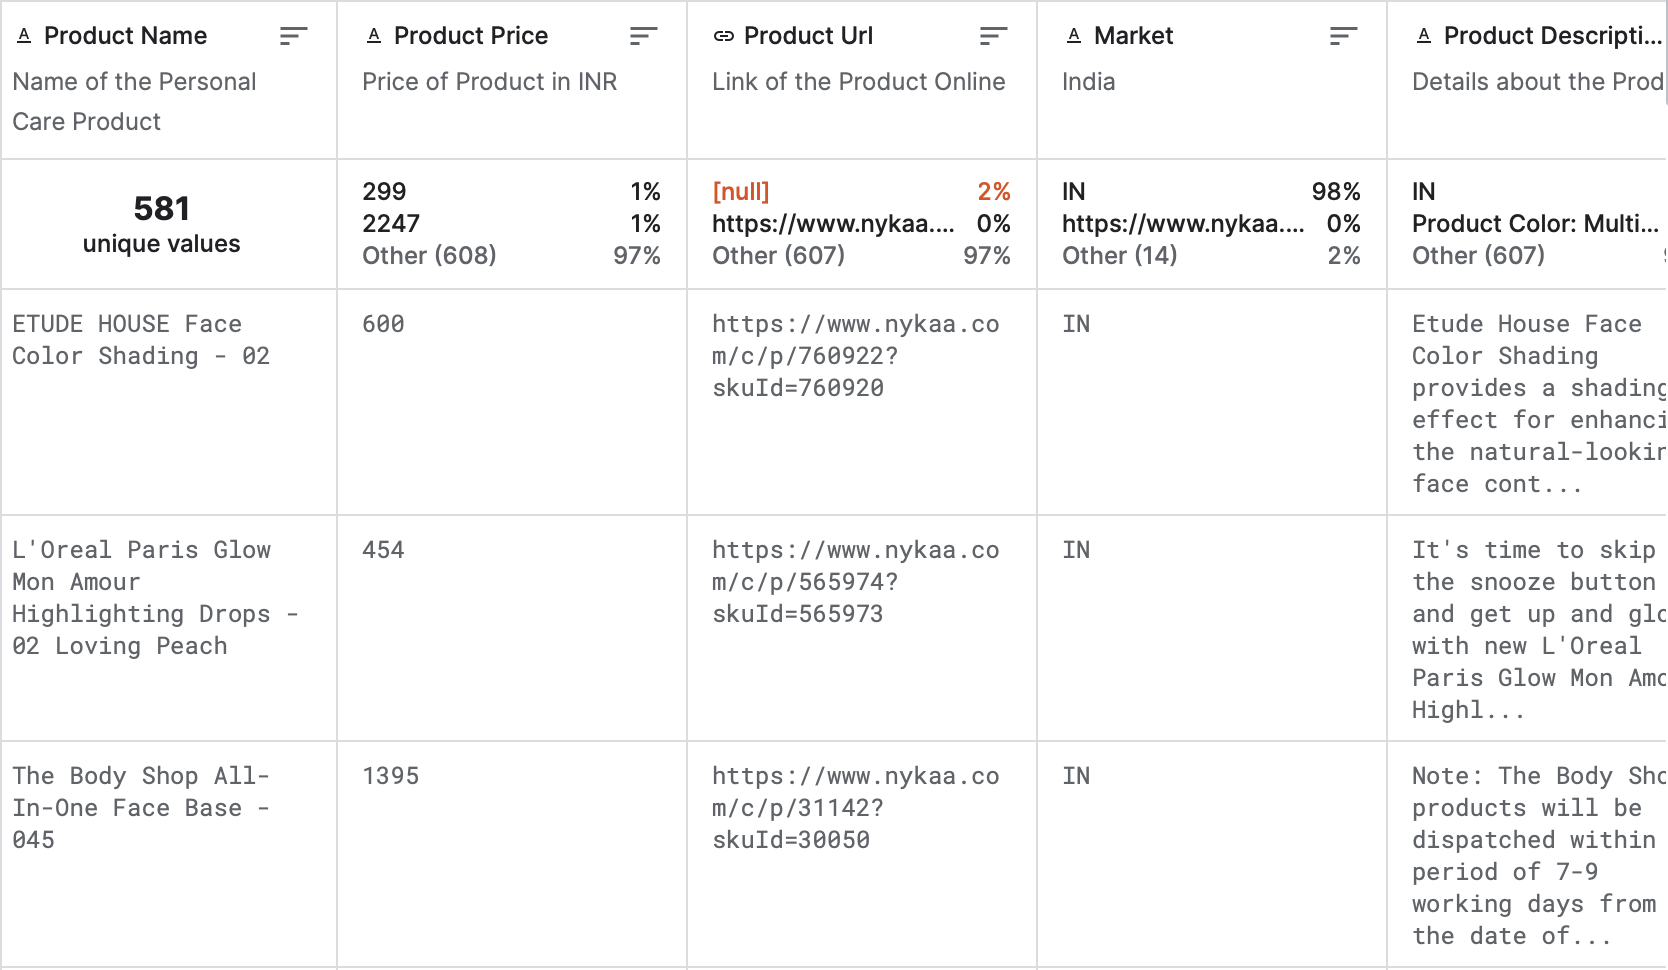 Product Name
Name of the Personal
Care Product
Product Price
Price of Product in INR
Product Url
Link of the Product Online
Market
India
Product Descripti...
Details about the Prod
581
unique values
299 1%
2247 1%
Other (608) 97%
[null] 2%
https://www.nykaa.... 0%
Other (607) 97%
IN 98%
https://www.nykaa.... 0%
Other (14) 2%
IN
Product Color: Multi...
Other (607)
ETUDE HOUSE Face
Color Shading - 02
600
https://www.nykaa.co
m/c/p/760922?
skuId=760920
IN
Etude House Face
Color Shading
provides a shading
effect for enhanci
the natural-lookin
face cont...
L'Oreal Paris Glow
Mon Amour
Highlighting Drops -
02 Loving Peach
454
https://www.nykaa.co
m/c/p/565974?
skuId=565973
IN
It's time to skip
the snooze button
and get up and glo
with new L'Oreal
Paris Glow Mon Amo
Highl...
The Body Shop All-
In-One Face Base -
045
1395
https://www.nykaa.co
m/c/p/31142?
skuId=30050
IN
Note: The Body Sho
products will be
dispatched within
period of 7-9
working days from
the date of...